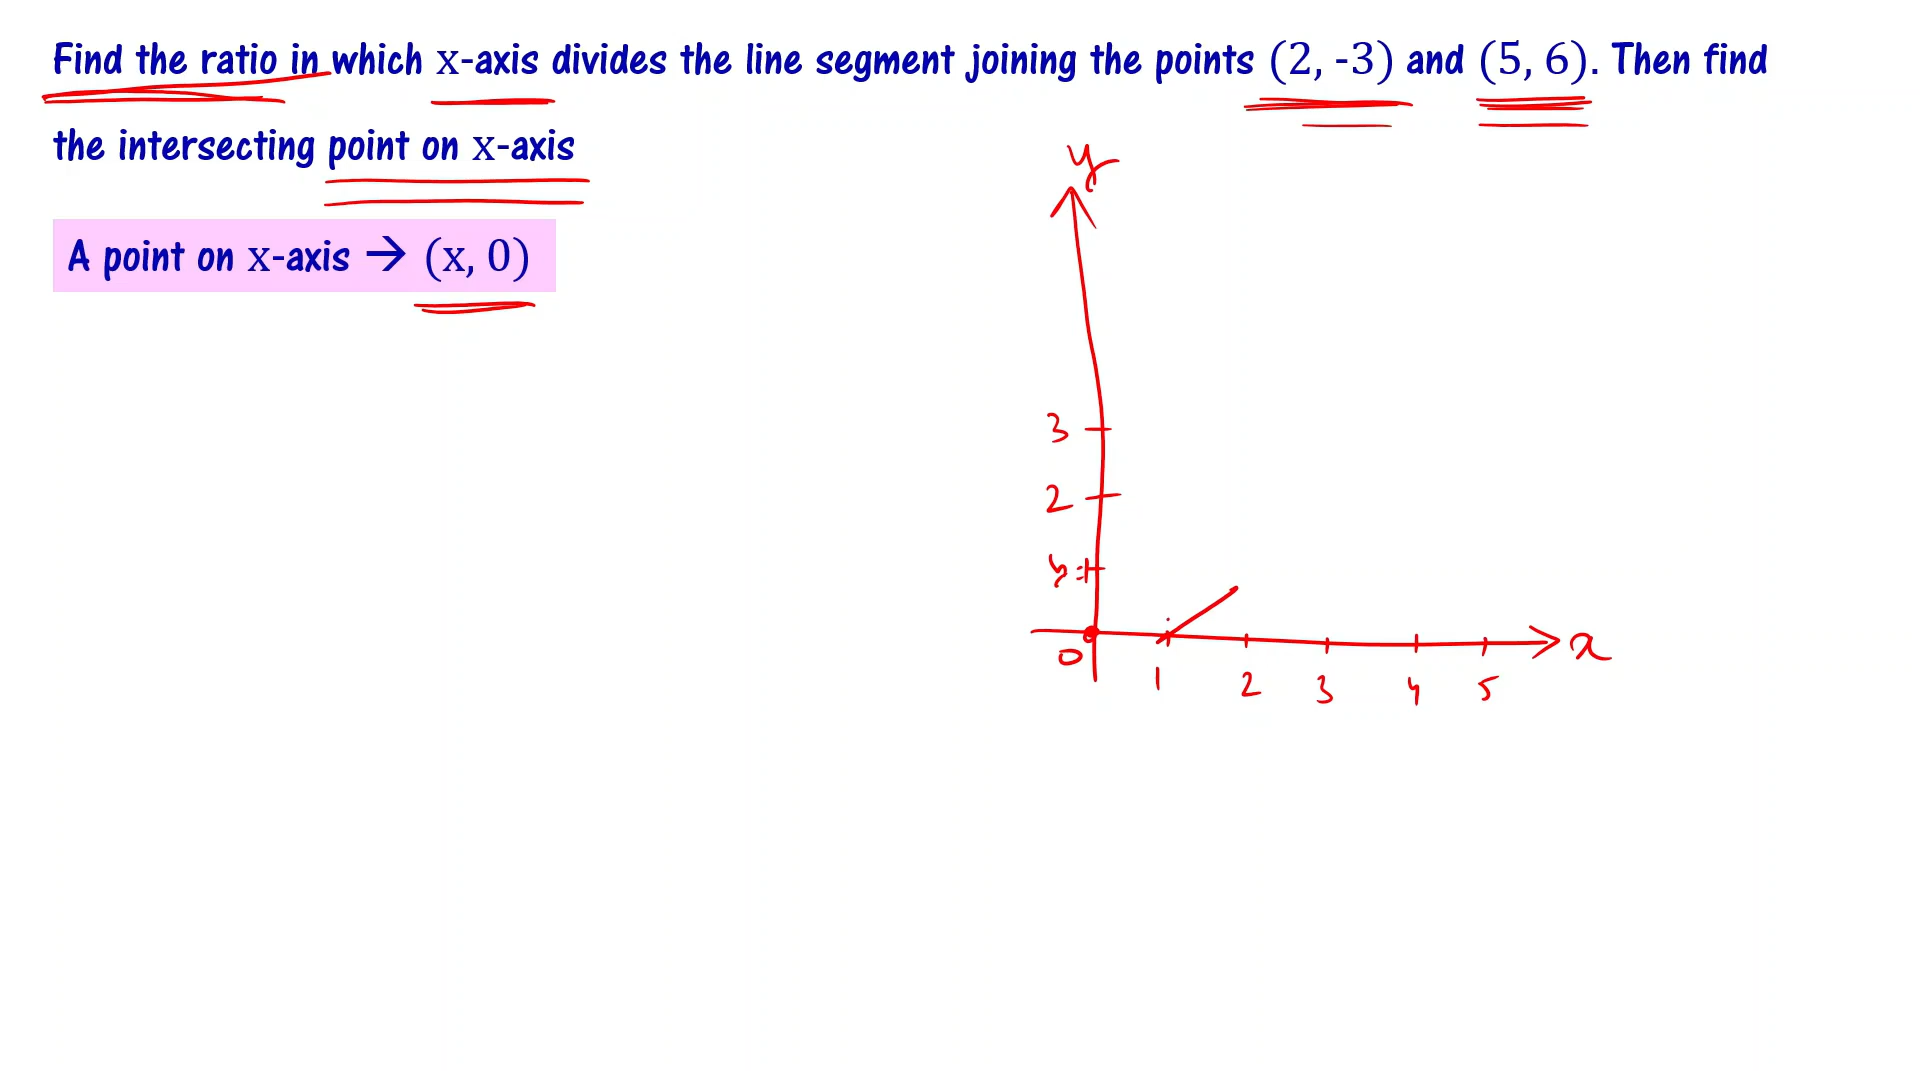 Find the ratio in which x-axis divides the line segment joining the points (2, -3) and (5, 6). Then find
the intersecting point on x-axis
A point on x-axis → (x, 0)
y
3
2
0
1 2 3 4 5
x